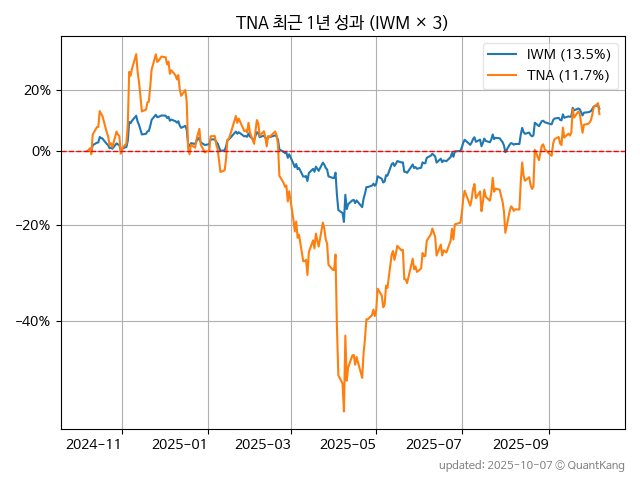 TNA 최근 1년 성과 (IWM × 3)
IWM (13.5%)
TNA (11.7%)
20%
0%
−20%
−40%
2024-11
2025-01
2025-03
2025-05
2025-07
2025-09
updated: 2025-10-07 © QuantKang